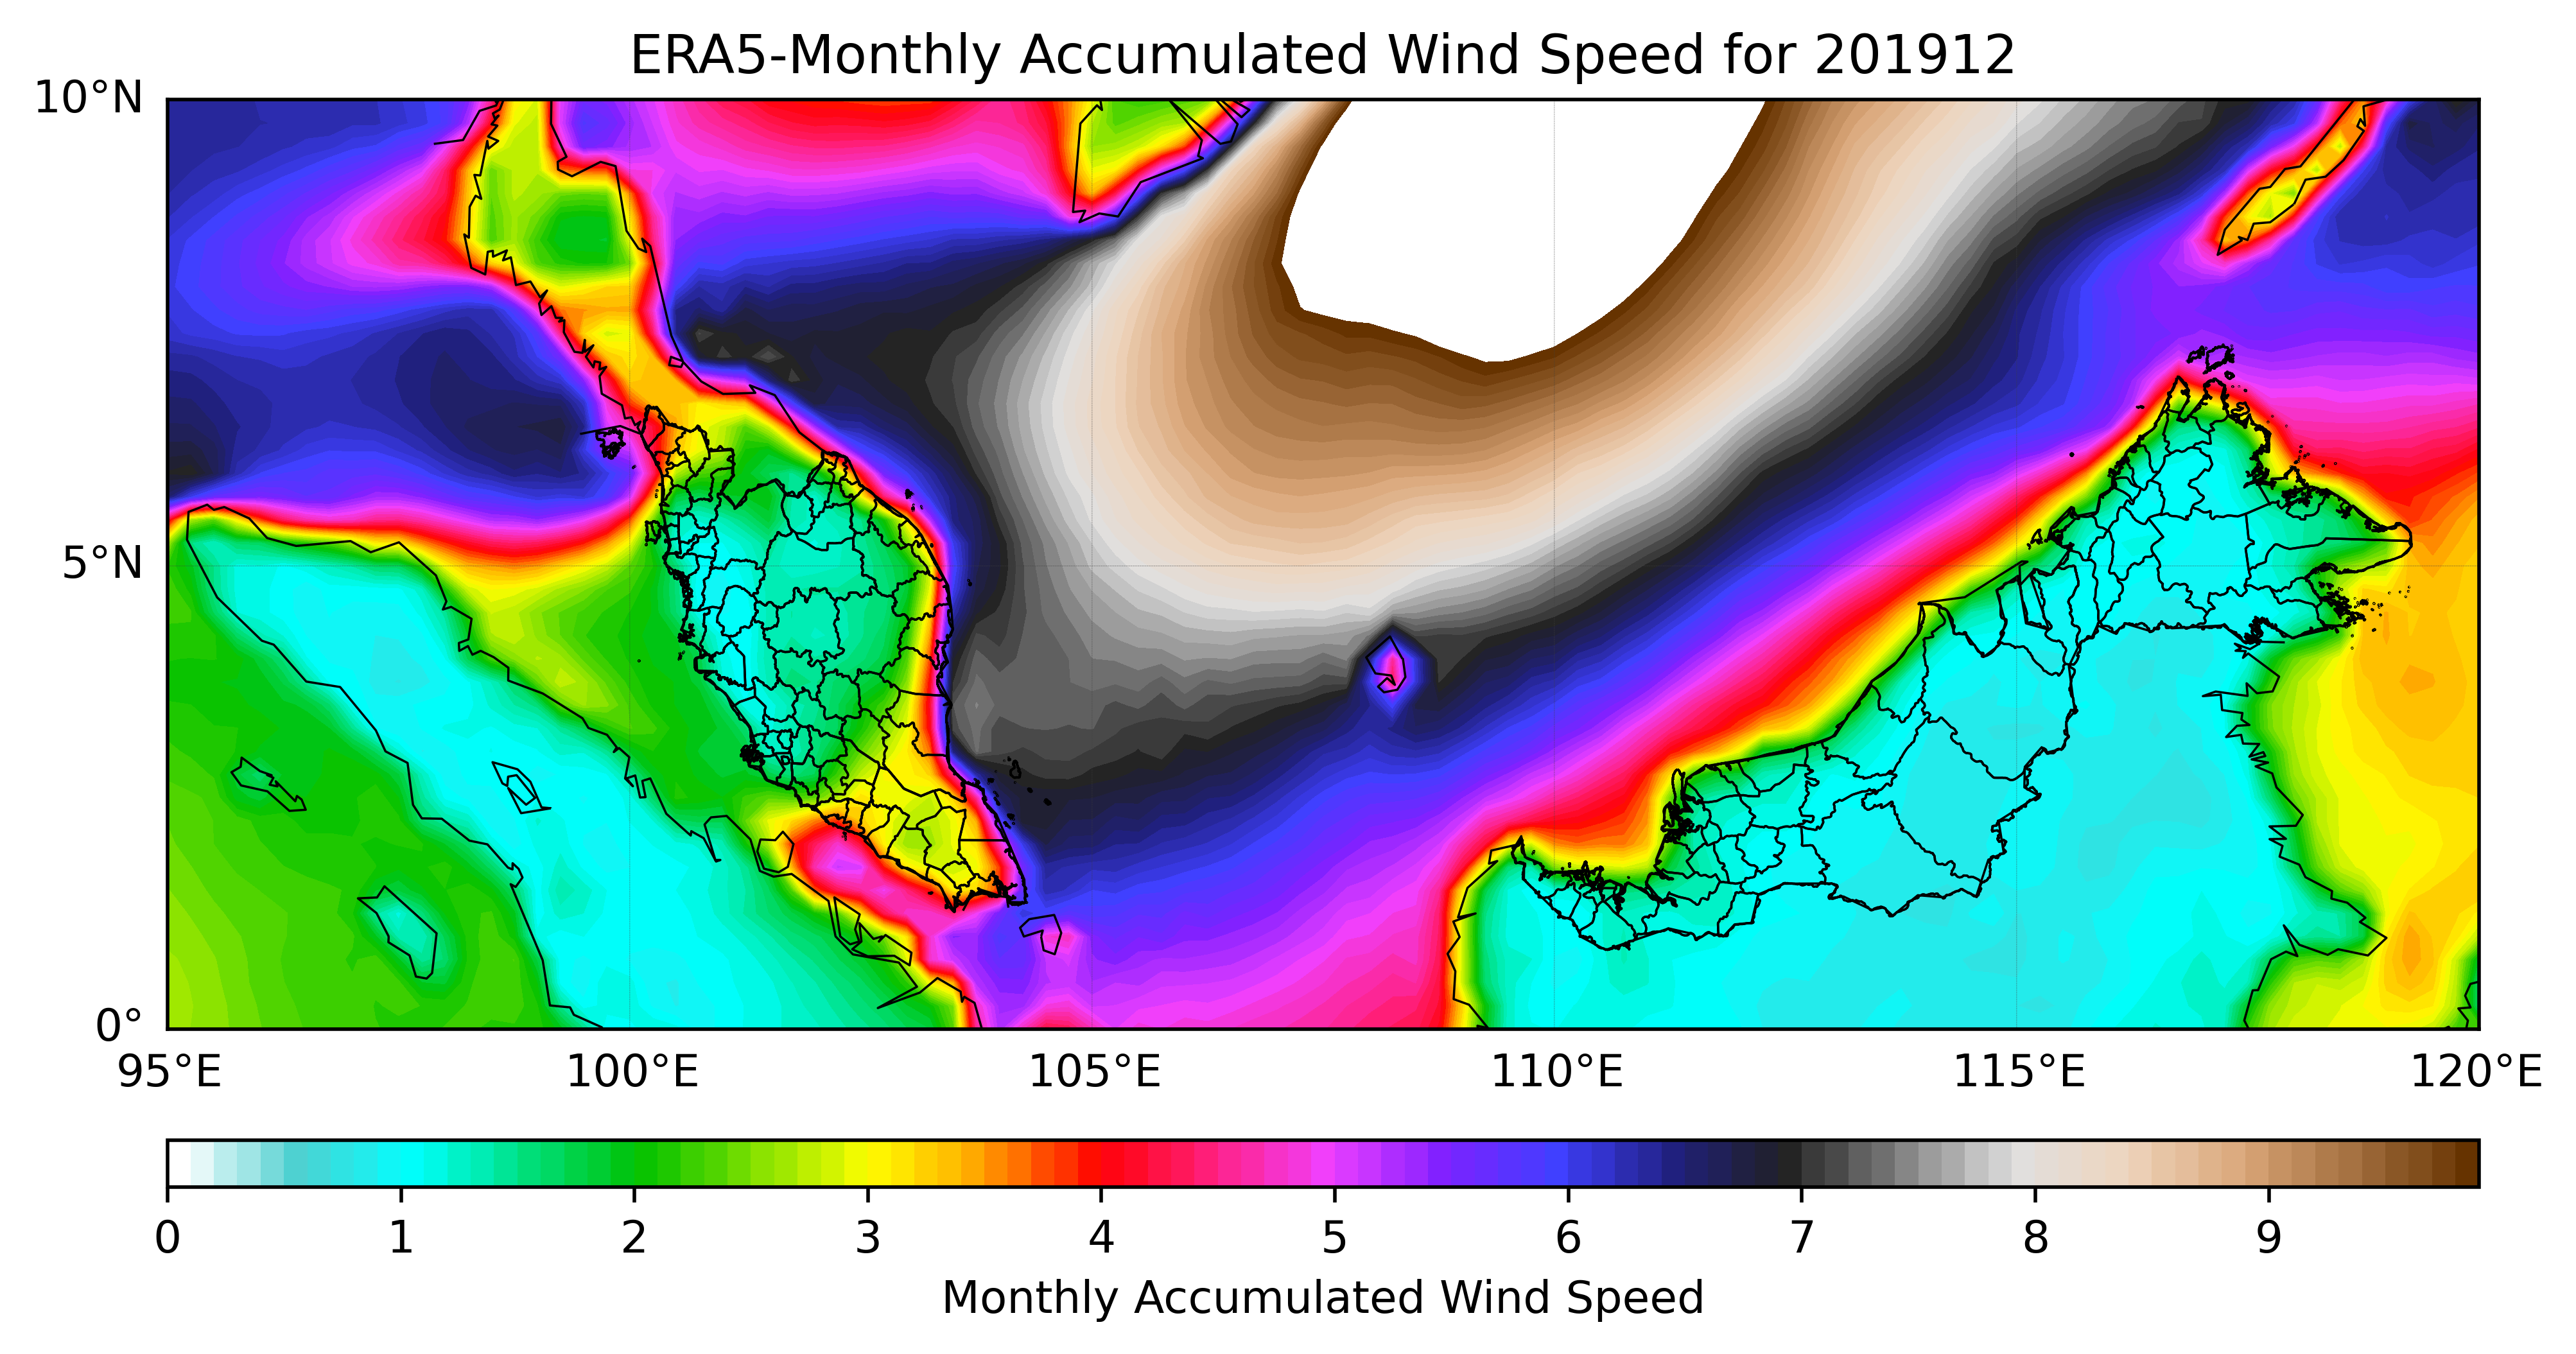 ERA5-Monthly Accumulated Wind Speed for 201912
10°N
5°N
0°
95°E 100°E 105°E 110°E 115°E 120°E
0 1 2 3 4 5 6 7 8 9
Monthly Accumulated Wind Speed